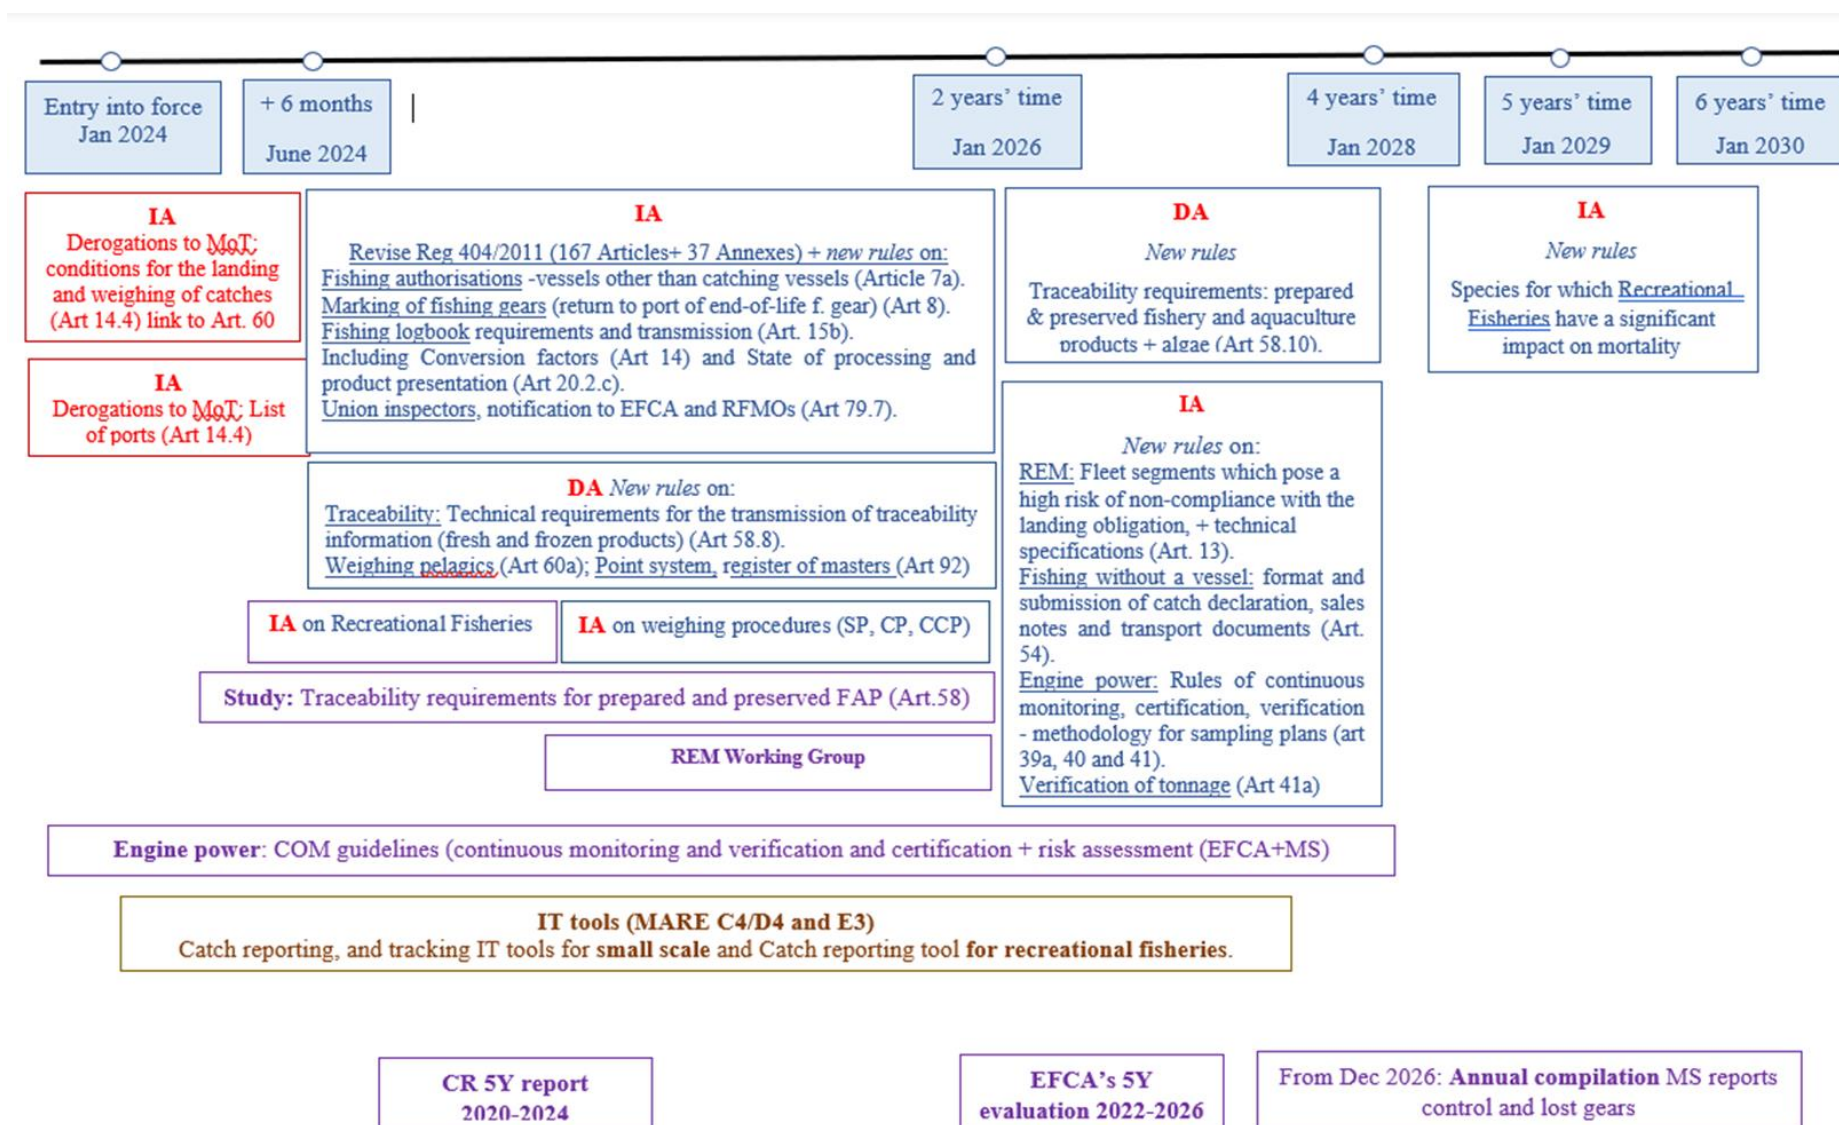 Entry into force
Jan 2024
+ 6 months
June 2024
2 years’ time
Jan 2026
4 years’ time
Jan 2028
5 years’ time
Jan 2029
6 years’ time
Jan 2030
IA
Derogations to MoT:
conditions for the landing
and weighing of catches
(Art 14.4) link to Art. 60
IA
Derogations to MoT: List
of ports (Art 14.4)
IA
Revise Reg 404/2011 (167 Articles+ 37 Annexes) + new rules on:
Fishing authorisations -vessels other than catching vessels (Article 7a).
Marking of fishing gears (return to port of end-of-life f. gear) (Art 8).
Fishing logbook requirements and transmission (Art. 15b).
Including Conversion factors (Art 14) and State of processing and
product presentation (Art 20.2.c).
Union inspectors, notification to EFCA and RFMOs (Art 79.7).
DA New rules on:
Traceability: Technical requirements for the transmission of traceability
information (fresh and frozen products) (Art 58.8).
Weighing pelagics (Art 60a); Point system, register of masters (Art 92)
IA on Recreational Fisheries
IA on weighing procedures (SP, CP, CCP)
Study: Traceability requirements for prepared and preserved FAP (Art.58)
REM Working Group
DA
New rules
Traceability requirements: prepared
& preserved fishery and aquaculture
products + algae (Art 58.10).
IA
New rules on:
REM: Fleet segments which pose a
high risk of non-compliance with the
landing obligation, + technical
specifications (Art. 13).
Fishing without a vessel: format and
submission of catch declaration, sales
notes and transport documents (Art.
54).
Engine power: Rules of continuous
monitoring, certification, verification
- methodology for sampling plans (art
39a, 40 and 41).
Verification of tonnage (Art 41a)
IA
New rules
Species for which Recreational
Fisheries have a significant
impact on mortality
Engine power: COM guidelines (continuous monitoring and verification and certification + risk assessment (EFCA+MS)
IT tools (MARE C4/D4 and E3)
Catch reporting, and tracking IT tools for small scale and Catch reporting tool for recreational fisheries.
CR 5Y report
2020-2024
EFCA’s 5Y
evaluation 2022-2026
From Dec 2026: Annual compilation MS reports
control and lost gears